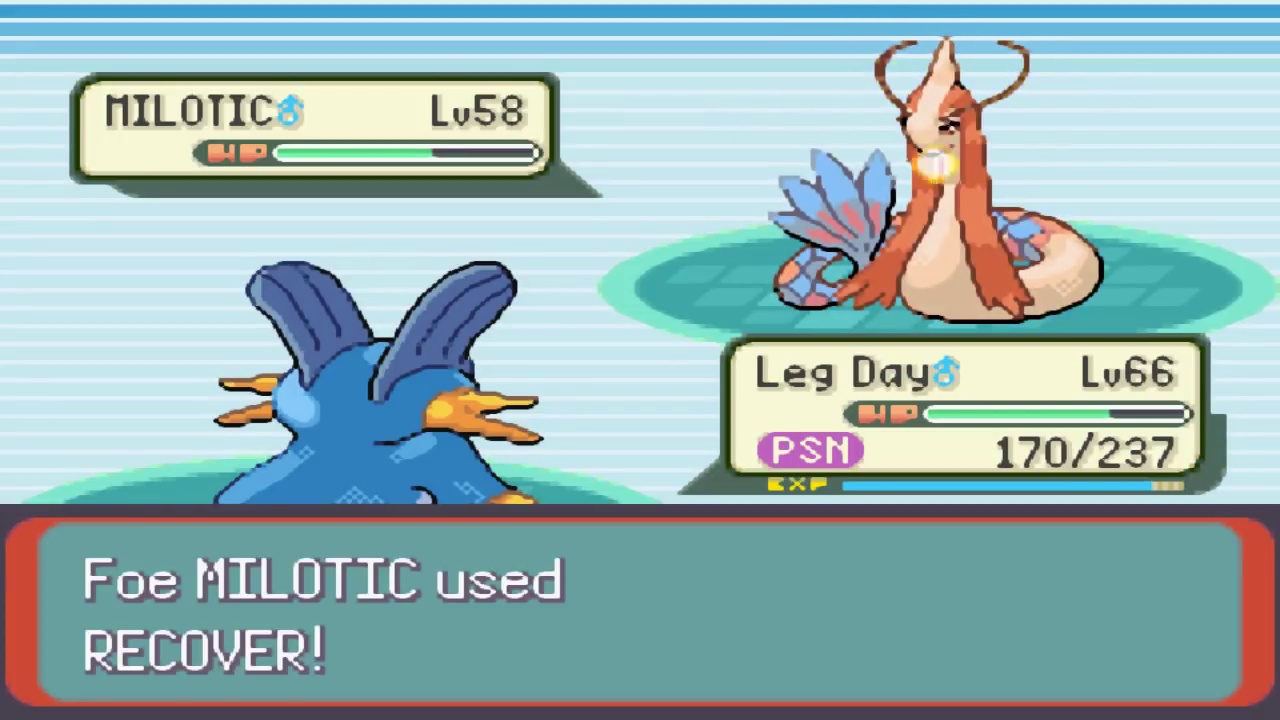 MILOTIC♂ Lv58
HP
Leg Day♂ Lv66
HP
PSN 170/237
EXP
Foe MILOTIC used
RECOVER!